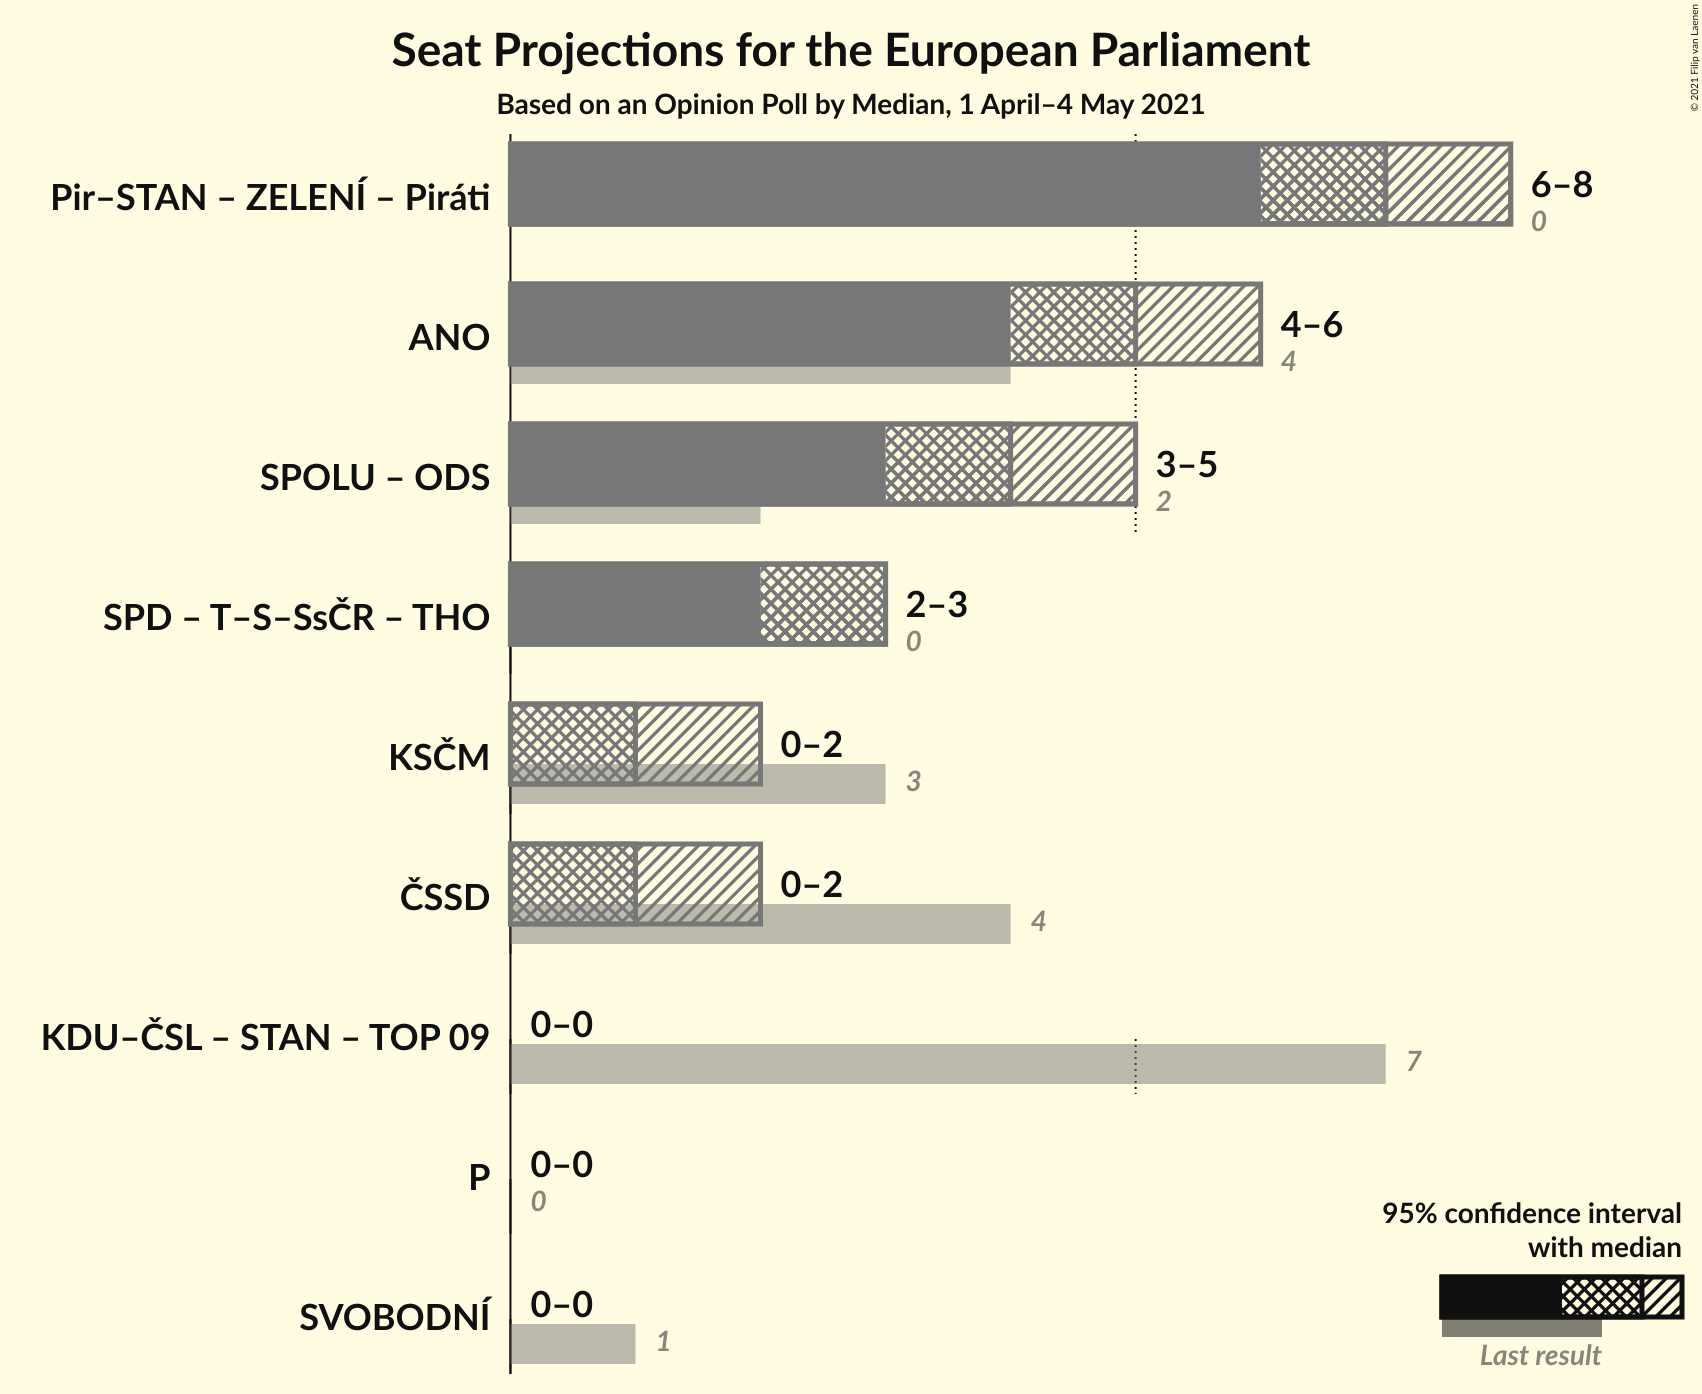 Seat Projections for the European Parliament
Based on an Opinion Poll by Median, 1 April–4 May 2021
© 2021 Filip van Laenen
Pir–STAN – ZELENÍ – Piráti
6–8
0
ANO
4–6
4
SPOLU – ODS
3–5
2
SPD – T–S–SsČR – THO
2–3
0
KSČM
0–2
3
ČSSD
0–2
4
KDU–ČSL – STAN – TOP 09
0–0
7
P
0–0
0
SVOBODNÍ
0–0
1
95% confidence interval
with median
Last result